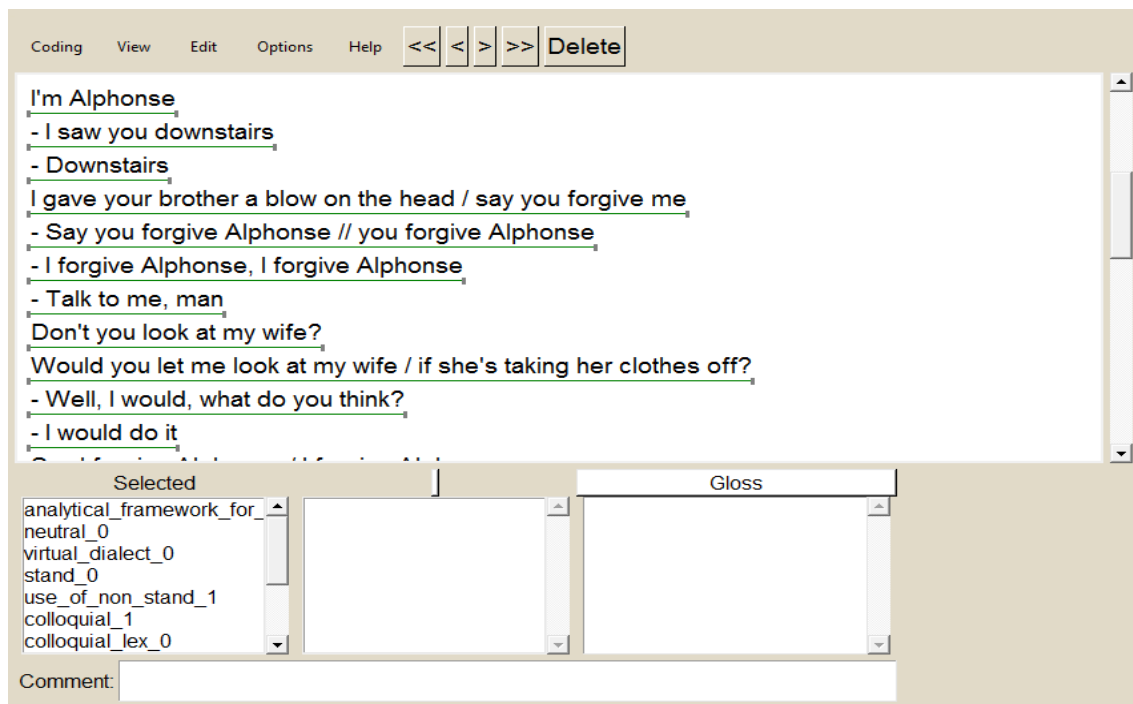 Coding View Edit Options Help << < > >> Delete
I'm Alphonse
- I saw you downstairs
- Downstairs
I gave your brother a blow on the head / say you forgive me
- Say you forgive Alphonse // you forgive Alphonse
- I forgive Alphonse, I forgive Alphonse
- Talk to me, man
Don't you look at my wife?
Would you let me look at my wife / if she's taking her clothes off?
- Well, I would, what do you think?
- I would do it
Selected Gloss
analytical_framework_for_
neutral_0
virtual_dialect_0
stand_0
use_of_non_stand_1
colloquial_1
colloquial_lex_0
Comment: